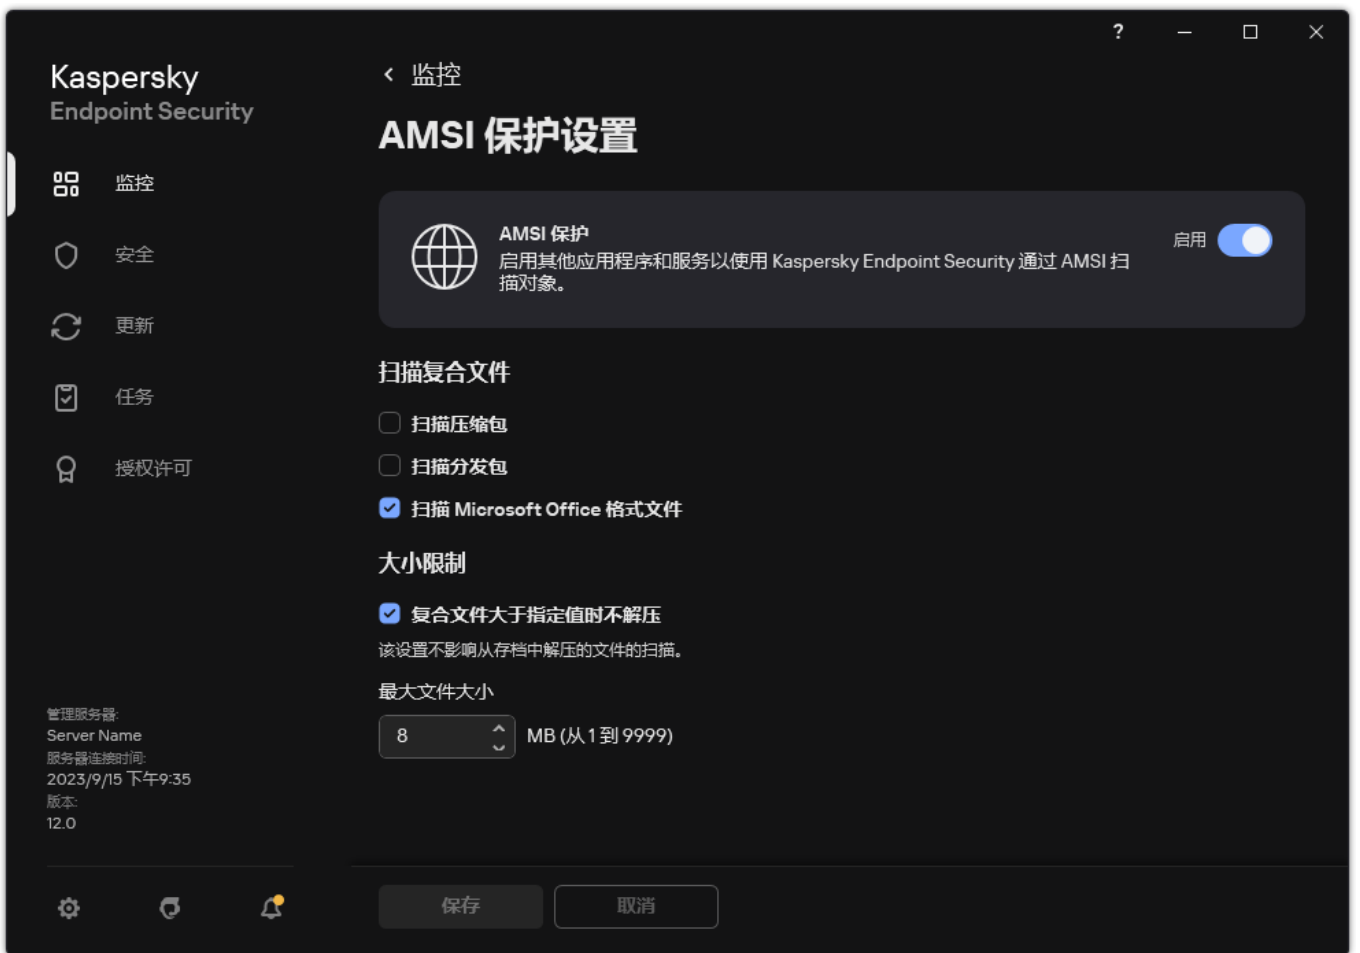 ?
Kaspersky
Endpoint Security
监控
安全
更新
任务
授权许可
管理服务器:
Server Name
服务器连接时间:
2023/9/15 下午9:35
版本:
12.0
监控
AMSI 保护设置
AMSI 保护
启用其他应用程序和服务以使用 Kaspersky Endpoint Security 通过 AMSI 扫
描对象。
启用
扫描复合文件
扫描压缩包
扫描分发包
扫描 Microsoft Office 格式文件
大小限制
复合文件大于指定值时不解压
该设置不影响从存档中解压的文件的扫描。
最大文件大小
8 MB (从 1 到 9999)
保存 取消